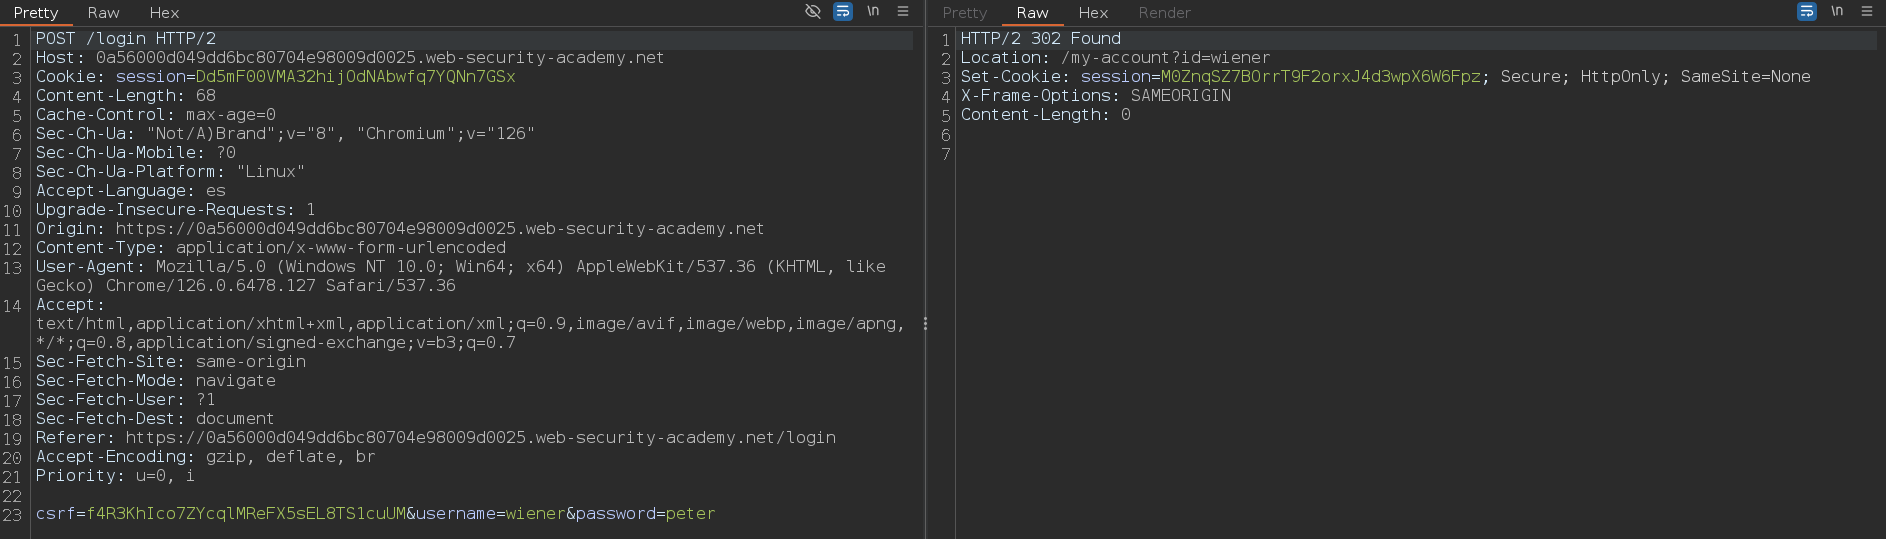 Pretty Raw Hex \n
1 POST /login HTTP/2
2 Host: 0a56000d049dd6bc80704e98009d0025.web-security-academy.net
3 Cookie: session=Dd5mF00VMA32hijOdNAbwfq7YQNn7GSx
4 Content-Length: 68
5 Cache-Control: max-age=0
6 Sec-Ch-Ua: "Not/A)Brand";v="8", "Chromium";v="126"
7 Sec-Ch-Ua-Mobile: ?0
8 Sec-Ch-Ua-Platform: "Linux"
9 Accept-Language: es
10 Upgrade-Insecure-Requests: 1
11 Origin: https://0a56000d049dd6bc80704e98009d0025.web-security-academy.net
12 Content-Type: application/x-www-form-urlencoded
13 User-Agent: Mozilla/5.0 (Windows NT 10.0; Win64; x64) AppleWebKit/537.36 (KHTML, like
Gecko) Chrome/126.0.6478.127 Safari/537.36
14 Accept:
text/html,application/xhtml+xml,application/xml;q=0.9,image/avif,image/webp,image/apng,
*/*;q=0.8,application/signed-exchange;v=b3;q=0.7
15 Sec-Fetch-Site: same-origin
16 Sec-Fetch-Mode: navigate
17 Sec-Fetch-User: ?1
18 Sec-Fetch-Dest: document
19 Referer: https://0a56000d049dd6bc80704e98009d0025.web-security-academy.net/login
20 Accept-Encoding: gzip, deflate, br
21 Priority: u=0, i
22
23 csrf=f4R3KhIco7ZYcqlMReFX5sEL8TS1cuUM&username=wiener&password=peter
Pretty Raw Hex Render \n
1 HTTP/2 302 Found
2 Location: /my-account?id=wiener
3 Set-Cookie: session=M0ZnqSZ7BOrrT9F2orxJ4d3wpX6W6Fpz; Secure; HttpOnly; SameSite=None
4 X-Frame-Options: SAMEORIGIN
5 Content-Length: 0
6
7